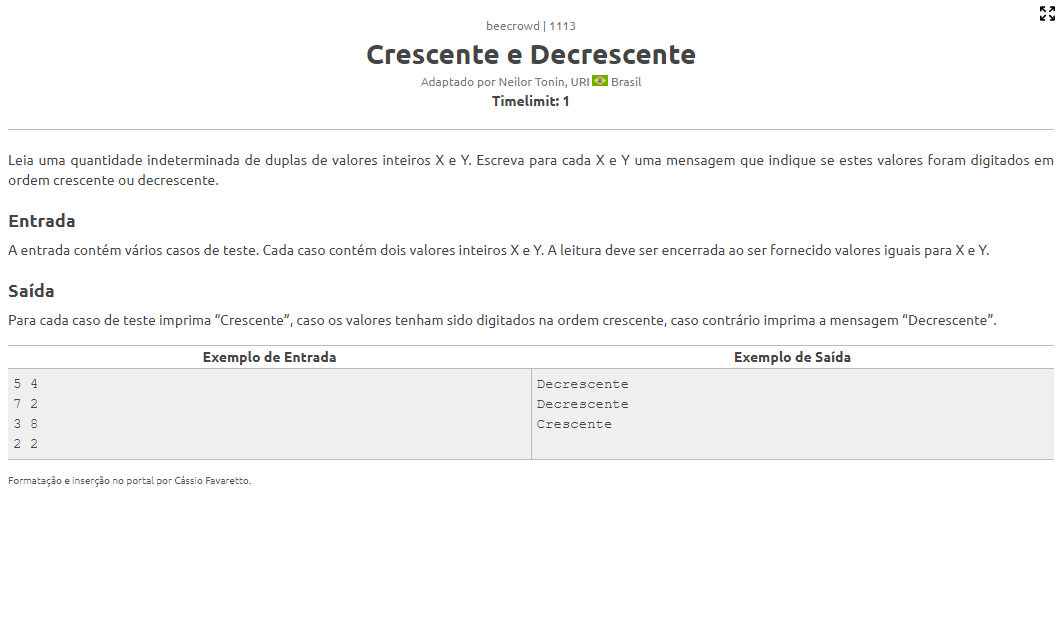 beecrowd | 1113
Crescente e Decrescente
Adaptado por Neilor Tonin, URI Brasil
Timelimit: 1
Leia uma quantidade indeterminada de duplas de valores inteiros X e Y. Escreva para cada X e Y uma mensagem que indique se estes valores foram digitados em
ordem crescente ou decrescente.
Entrada
A entrada contém vários casos de teste. Cada caso contém dois valores inteiros X e Y. A leitura deve ser encerrada ao ser fornecido valores iguais para X e Y.
Saída
Para cada caso de teste imprima “Crescente”, caso os valores tenham sido digitados na ordem crescente, caso contrário imprima a mensagem “Decrescente”.
Exemplo de Entrada Exemplo de Saída
5 4 Decrescente
7 2 Decrescente
3 8 Crescente
2 2
Formatação e inserção no portal por Cássio Favaretto.